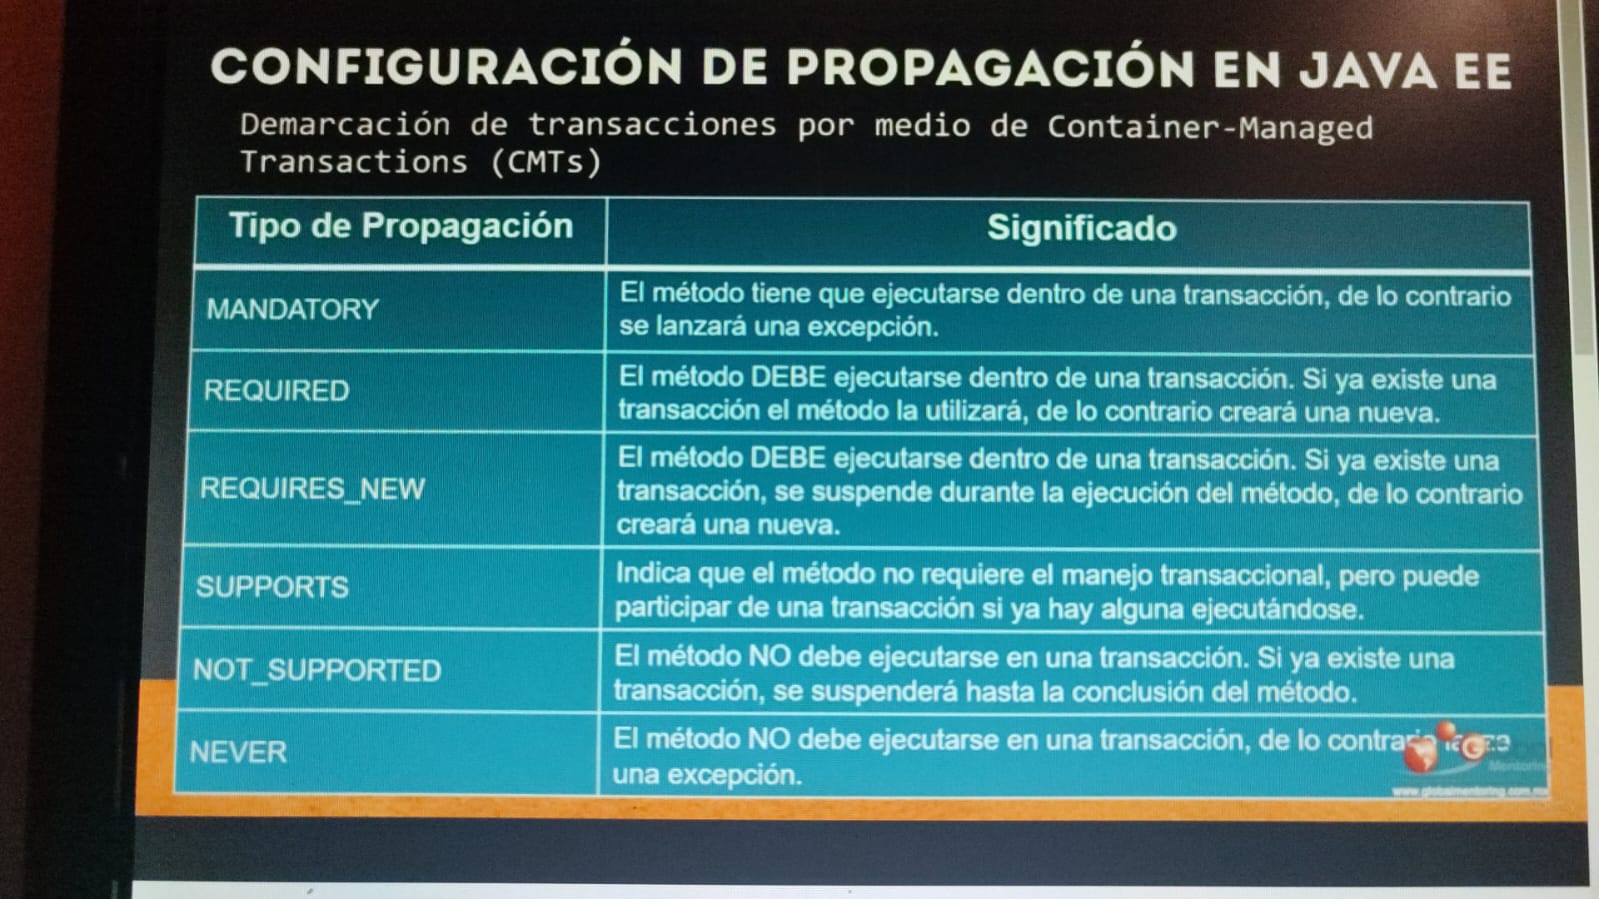 CONFIGURACIÓN DE PROPAGACIÓN EN JAVA EE
Demarcación de transacciones por medio de Container-Managed
Transactions (CMTs)
Tipo de Propagación
Significado
MANDATORY
El método tiene que ejecutarse dentro de una transacción, de lo contrario
se lanzará una excepción.
REQUIRED
El método DEBE ejecutarse dentro de una transacción. Si ya existe una
transacción el método la utilizará, de lo contrario creará una nueva.
REQUIRES_NEW
El método DEBE ejecutarse dentro de una transacción. Si ya existe una
transacción, se suspende durante la ejecución del método, de lo contrario
creará una nueva.
SUPPORTS
Indica que el método no requiere el manejo transaccional, pero puede
participar de una transacción si ya hay alguna ejecutándose.
NOT_SUPPORTED
El método NO debe ejecutarse en una transacción. Si ya existe una
transacción, se suspenderá hasta la conclusión del método.
NEVER
El método NO debe ejecutarse en una transacción, de lo contrario
una excepción.
Mentoring
www.globalmentoring.com.mx